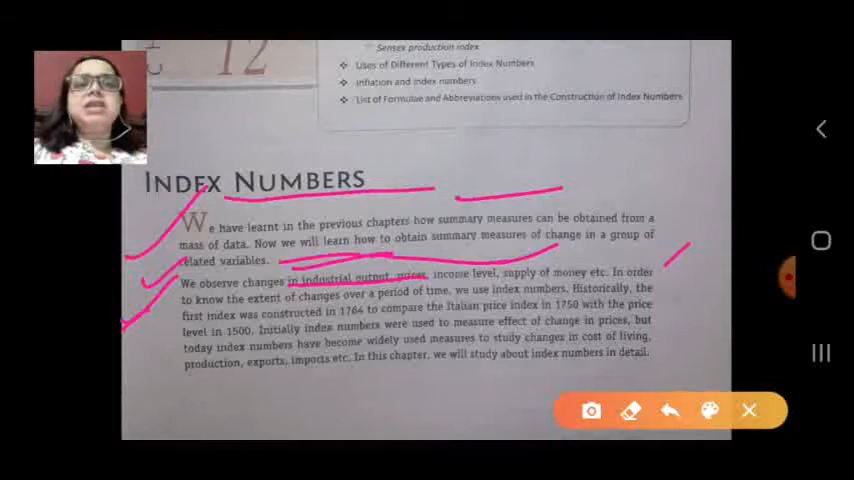 12
Sensex production index
❖ Uses of Different Types of Index Numbers
❖ Inflation and Index numbers
❖ List of Formulae and Abbreviations used in the Construction of Index Numbers
INDEX NUMBERS
We have learnt in the previous chapters how summary measures can be obtained from a
mass of data. Now we will learn how to obtain summary measures of change in a group of
related variables.
We observe changes in industrial output, prices, income level, supply of money etc. In order
to know the extent of changes over a period of time, we use index numbers. Historically, the
first index was constructed in 1764 to compare the Italian price index in 1750 with the price
level in 1500. Initially index numbers were used to measure effect of change in prices, but
today index numbers have become widely used measures to study changes in cost of living,
production, exports, imports etc. In this chapter, we will study about index numbers in detail.